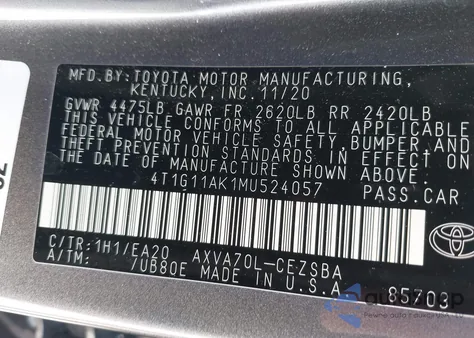 MFD.BY:TOYOTA MOTOR MANUFACTURING,
KENTUCKY, INC. 11/20
GVWR 4475LB GAWR FR 2620LB RR 2420LB
THIS VEHICLE CONFORMS TO ALL APPLICABLE
FEDERAL MOTOR VEHICLE SAFETY, BUMPER, AND
THEFT PREVENTION STANDARDS IN EFFECT ON
THE DATE OF MANUFACTURE SHOWN ABOVE.
4T1G11AK1MU524057 PASS.CAR
C/TR:1H1/EA20 AXVA70L-CEZSBA
A/TM: 7UB80E MADE IN U.S.A. 85703
TOYOTA